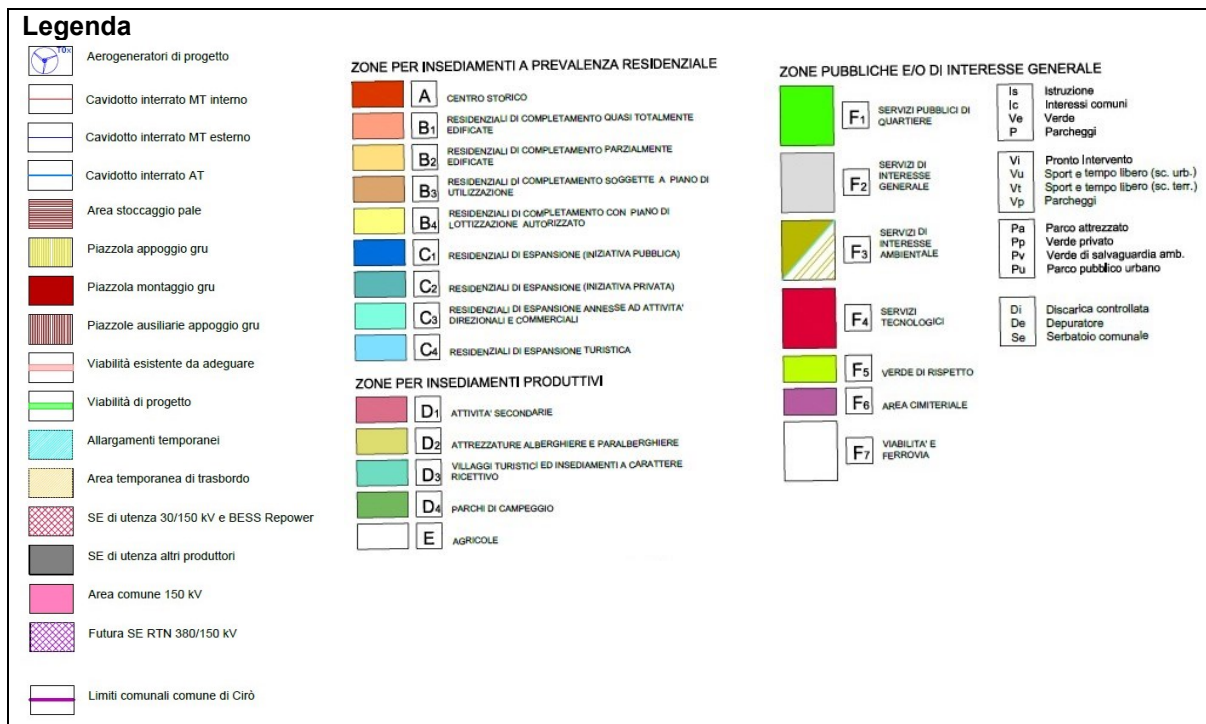 Legenda
T0x
Aerogeneratori di progetto
Cavidotto interrato MT interno
Cavidotto interrato MT esterno
Cavidotto interrato AT
Area stoccaggio pale
Piazzola appoggio gru
Piazzola montaggio gru
Piazzole ausiliarie appoggio gru
Viabilità esistente da adeguare
Viabilità di progetto
Allargamenti temporanei
Area temporanea di trasbordo
SE di utenza 30/150 kV e BESS Repower
SE di utenza altri produttori
Area comune 150 kV
Futura SE RTN 380/150 kV
Limiti comunali comune di Cirò
ZONE PER INSEDIAMENTI A PREVALENZA RESIDENZIALE
A CENTRO STORICO
B1 RESIDENZIALI DI COMPLETAMENTO QUASI TOTALMENTE
EDIFICATE
B2 RESIDENZIALI DI COMPLETAMENTO PARZIALMENTE
EDIFICATE
B3 RESIDENZIALI DI COMPLETAMENTO SOGGETTE A PIANO DI
UTILIZZAZIONE
B4 RESIDENZIALI DI COMPLETAMENTO CON PIANO DI
LOTTIZZAZIONE AUTORIZZATO
C1 RESIDENZIALI DI ESPANSIONE (INIZIATIVA PUBBLICA)
C2 RESIDENZIALI DI ESPANSIONE (INIZIATIVA PRIVATA)
C3 RESIDENZIALI DI ESPANSIONE ANNESSE AD ATTIVITA'
DIREZIONALI E COMMERCIALI
C4 RESIDENZIALI DI ESPANSIONE TURISTICA
ZONE PER INSEDIAMENTI PRODUTTIVI
D1 ATTIVITA' SECONDARIE
D2 ATTREZZATURE ALBERGHIERE E PARALBERGHIERE
D3 VILLAGGI TURISTICI ED INSEDIAMENTI A CARATTERE
RICETTIVO
D4 PARCHI DI CAMPEGGIO
E AGRICOLE
ZONE PUBBLICHE E/O DI INTERESSE GENERALE
F1 SERVIZI PUBBLICI DI
QUARTIERE
Is Istruzione
Ic Interessi comuni
Ve Verde
P Parcheggi
F2 SERVIZI DI
INTERESSE
GENERALE
Vi Pronto Intervento
Vu Sport e tempo libero (sc. urb.)
Vt Sport e tempo libero (sc. terr.)
Vp Parcheggi
F3 SERVIZI DI
INTERESSE
AMBIENTALE
Pa Parco attrezzato
Pp Verde privato
Pv Verde di salvaguardia amb.
Pu Parco pubblico urbano
F4 SERVIZI
TECNOLOGICI
Di Discarica controllata
De Depuratore
Se Serbatoio comunale
F5 VERDE DI RISPETTO
F6 AREA CIMITERIALE
F7 VIABILITA' E
FERROVIA